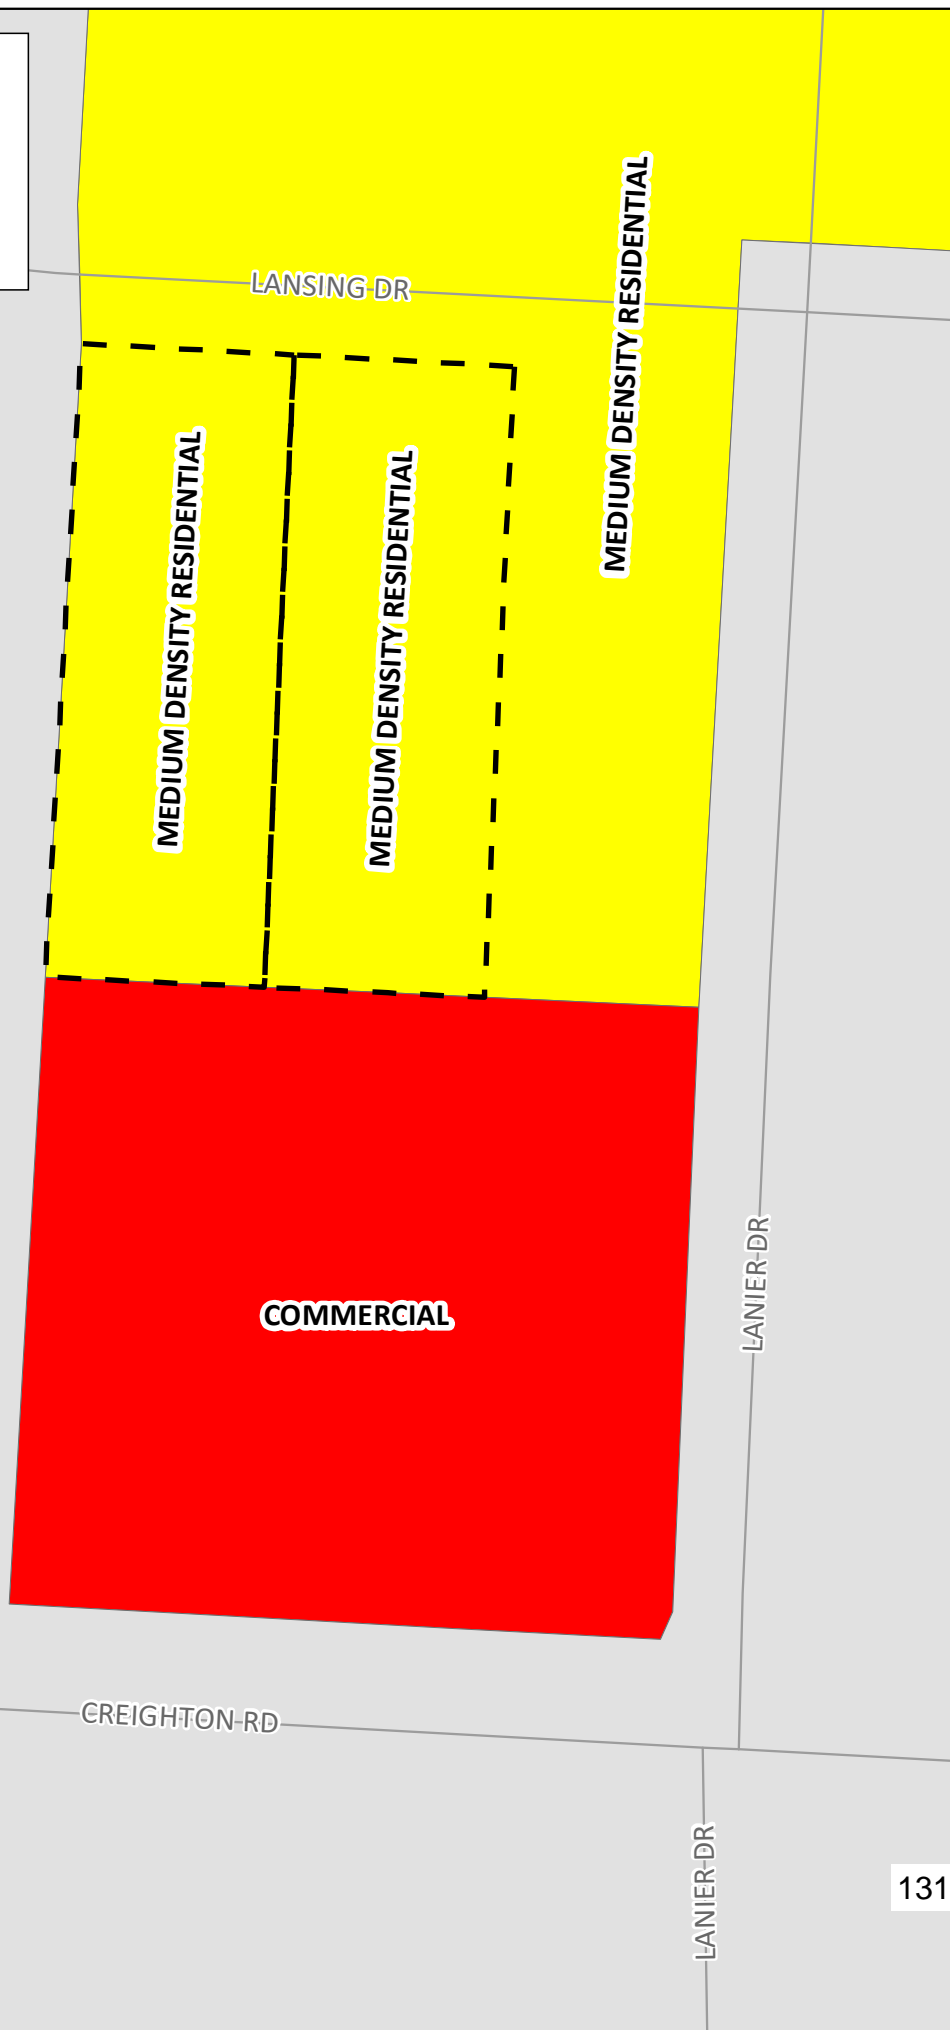 MEDIUM DENSITY RESIDENTIAL
LANSING DR
MEDIUM DENSITY RESIDENTIAL
MEDIUM DENSITY RESIDENTIAL
COMMERCIAL
LANIER DR
CREIGHTON RD
LANIER DR
131